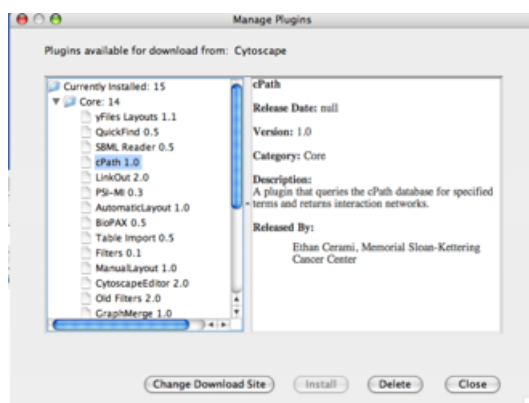 Manage Plugins
Plugins available for download from: Cytoscape
Currently Installed: 15
Core: 14
yFiles Layouts 1.1
QuickFind 0.5
SBML Reader 0.5
cPath 1.0
LinkOut 2.0
PSI-MI 0.3
AutomaticLayout 1.0
BioPAX 0.5
Table Import 0.5
Filters 0.1
ManualLayout 1.0
CytoscapeEditor 2.0
Old Filters 2.0
GraphMerge 1.0
cPath
Release Date: null
Version: 1.0
Category: Core
Description:
A plugin that queries the cPath database for specified
terms and returns interaction networks.
Released By:
Ethan Cerami, Memorial Sloan-Kettering
Cancer Center
Change Download Site Install Delete Close